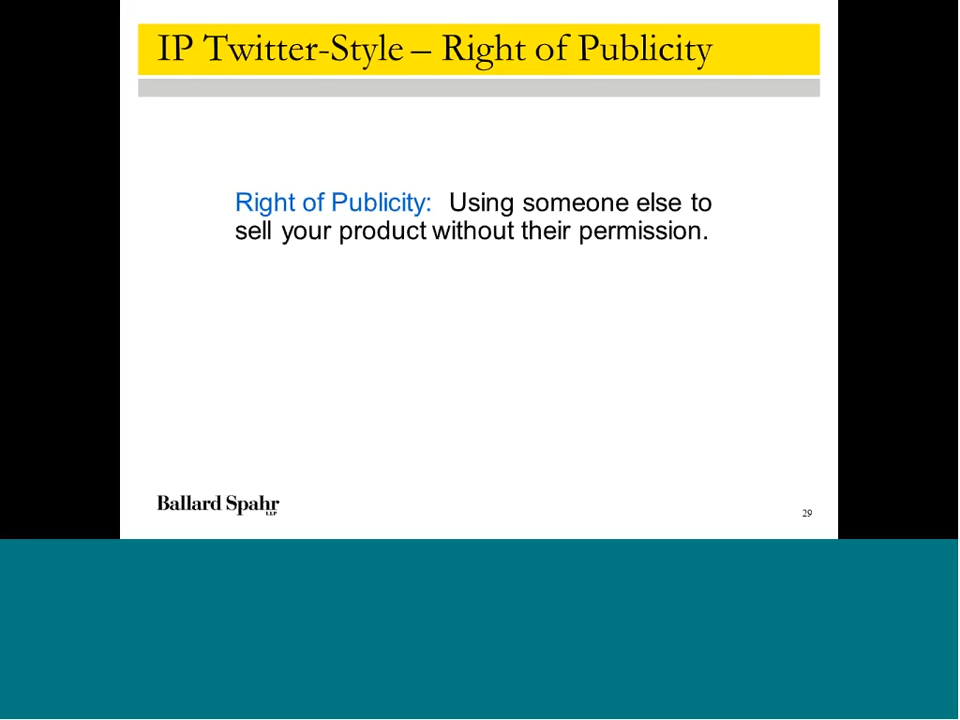 IP Twitter-Style – Right of Publicity
Right of Publicity: Using someone else to
sell your product without their permission.
Ballard Spahr
LLP
29